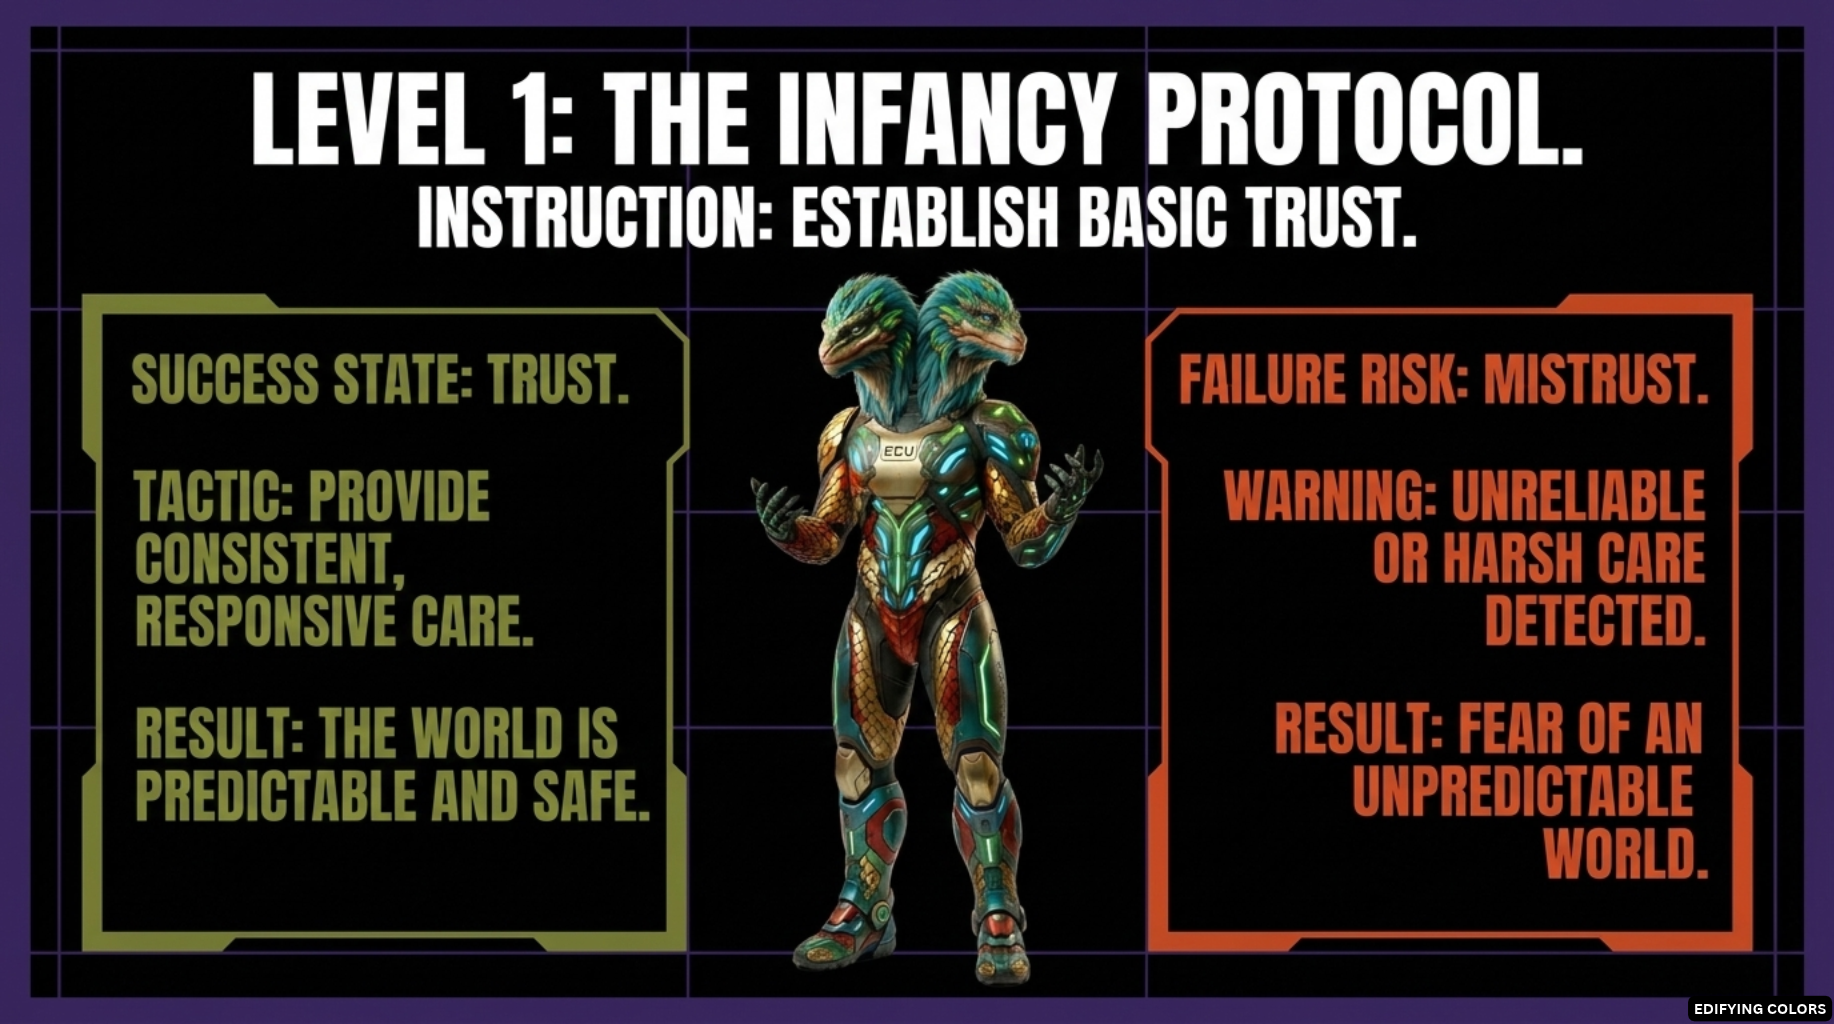 LEVEL 1: THE INFANCY PROTOCOL.
INSTRUCTION: ESTABLISH BASIC TRUST.
SUCCESS STATE: TRUST.
TACTIC: PROVIDE
CONSISTENT,
RESPONSIVE CARE.
RESULT: THE WORLD IS
PREDICTABLE AND SAFE.
ECU
FAILURE RISK: MISTRUST.
WARNING: UNRELIABLE
OR HARSH CARE
DETECTED.
RESULT: FEAR OF AN
UNPREDICTABLE
WORLD.
EDIFYING COLORS